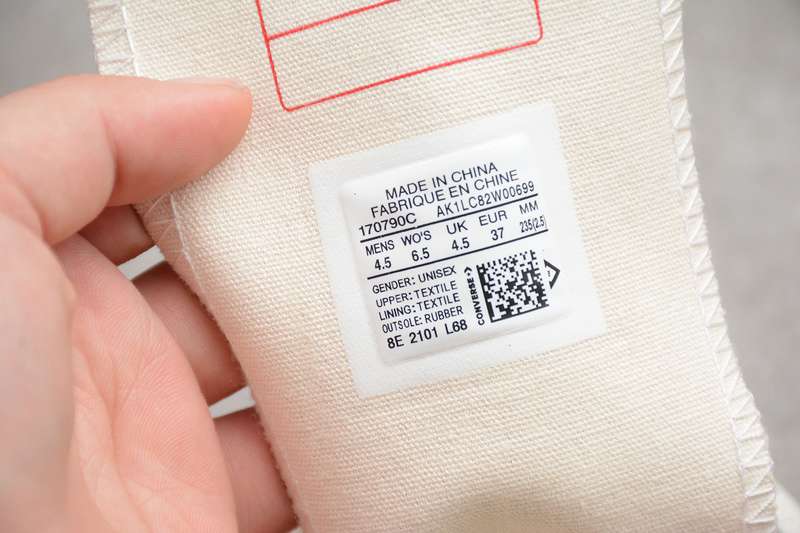 MADE IN CHINA
FABRIQUE EN CHINE
170790C AK1LC82W00699
MENS WO'S UK EUR MM
4.5 6.5 4.5 37 235(2.5)
GENDER: UNISEX
UPPER: TEXTILE
LINING: TEXTILE
OUTSOLE: RUBBER
8E 2101 L68
CONVERSE